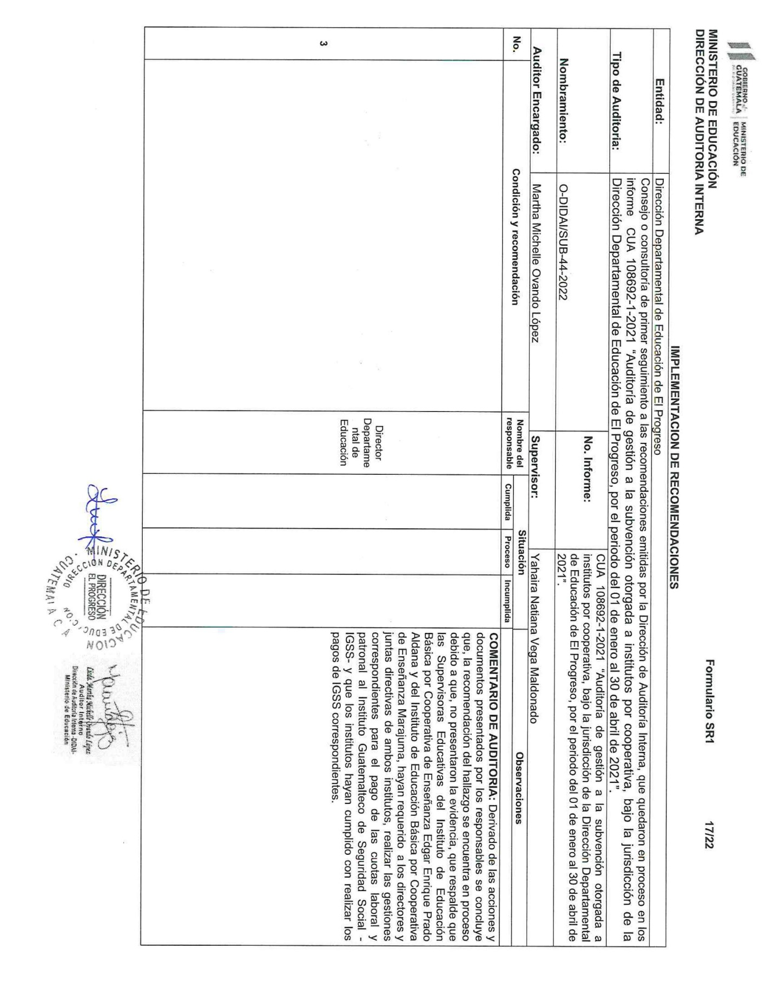 GOBIERNO de
GUATEMALA
MINISTERIO DE
EDUCACIÓN
MINISTERIO DE EDUCACIÓN
DIRECCIÓN DE AUDITORIA INTERNA
Formulario SR1
17/22
IMPLEMENTACION DE RECOMENDACIONES
Entidad:
Dirección Departamental de Educación de El Progreso
Tipo de Auditoria:
Consejo o consultoría de primer seguimiento a las recomendaciones emitidas por la Dirección de Auditoría Interna, que quedaron en proceso en los
informe CUA 108692-1-2021 “Auditoría de gestión a la subvención otorgada a institutos por cooperativa, bajo la jurisdicción de la
Dirección Departamental de Educación de El Progreso, por el periodo del 01 de enero al 30 de abril de 2021”.
Nombramiento:
O-DIDAI/SUB-44-2022
No. Informe:
CUA 108692-1-2021 “Auditoría de gestión a la subvención otorgada a
institutos por cooperativa, bajo la jurisdicción de la Dirección Departamental
de Educación de El Progreso, por el periodo del 01 de enero al 30 de abril de
2021”.
Auditor Encargado:
Martha Michelle Ovando López
Supervisor:
Yahaira Natiana Vega Maldonado
No.
Condición y recomendación
Nombre del
responsable
Situación
Cumplida
Proceso
Incumplida
Observaciones
3
Director
Departame
ntal de
Educación
COMENTARIO DE AUDITORIA: Derivado de las acciones y
documentos presentados por los responsables se concluye
que, la recomendación del hallazgo se encuentra en proceso
debido a que, no presentaron la evidencia, que respalde que
las Supervisoras Educativas del Instituto de Educación
Básica por Cooperativa de Enseñanza Edgar Enrique Prado
Aldana y del Instituto de Educación Básica por Cooperativa
de Enseñanza Marajuma, hayan requerido a los directores y
juntas directivas de ambos institutos, realizar las gestiones
correspondientes para el pago de las cuotas laboral y
patronal al Instituto Guatemalteco de Seguridad Social -
IGSS- y que los institutos hayan cumplido con realizar los
pagos de IGSS correspondientes.
MINISTERIO DE EDUCACION
DIRECCION DEPARTAMENTAL DE EDUC.
DIRECCIÓN
EL PROGRESO
GUATEMALA C A
Licda. Martha Michelle Ovando López
Auditor Interno
Dirección de Auditoría Interna -DIDAI-
Ministerio de Educación